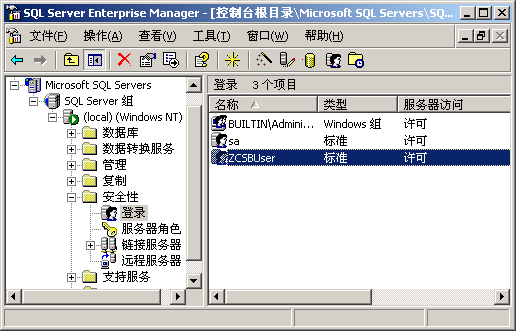 SQL Server Enterprise Manager - [控制台根目录\Microsoft SQL Servers\SQ...
文件(F) 操作(A) 查看(V) 工具(T) 窗口(W) 帮助(H)
Microsoft SQL Servers
SQL Server 组
(local) (Windows NT)
数据库
数据转换服务
管理
复制
安全性
登录
服务器角色
链接服务器
远程服务器
支持服务
登录 3 个项目
名称 类型 服务器访问
BUILTIN\Admini... Windows 组 许可
sa 标准 许可
ZCSBUser 标准 许可